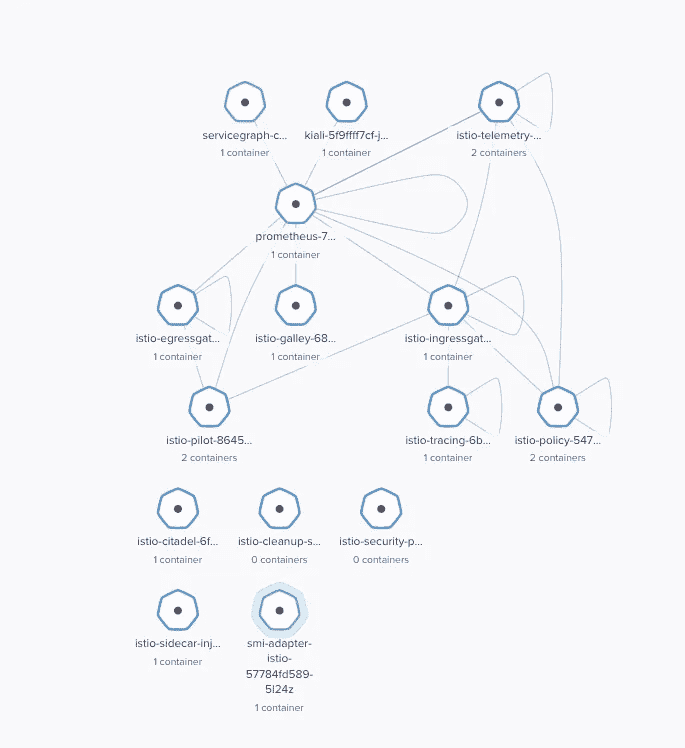 servicegraph-c...
1 container
kiali-5f9ffff7cf-j...
1 container
istio-telemetry-...
2 containers
prometheus-7...
1 container
istio-egressgat...
1 container
istio-galley-68...
1 container
istio-ingressgat...
1 container
istio-pilot-8645...
2 containers
istio-tracing-6b...
1 container
istio-policy-547...
2 containers
istio-citadel-6f...
1 container
istio-cleanup-s...
0 containers
istio-security-p...
0 containers
istio-sidecar-inj...
1 container
smi-adapter-
istio-
57784fd589-
5l24z
1 container